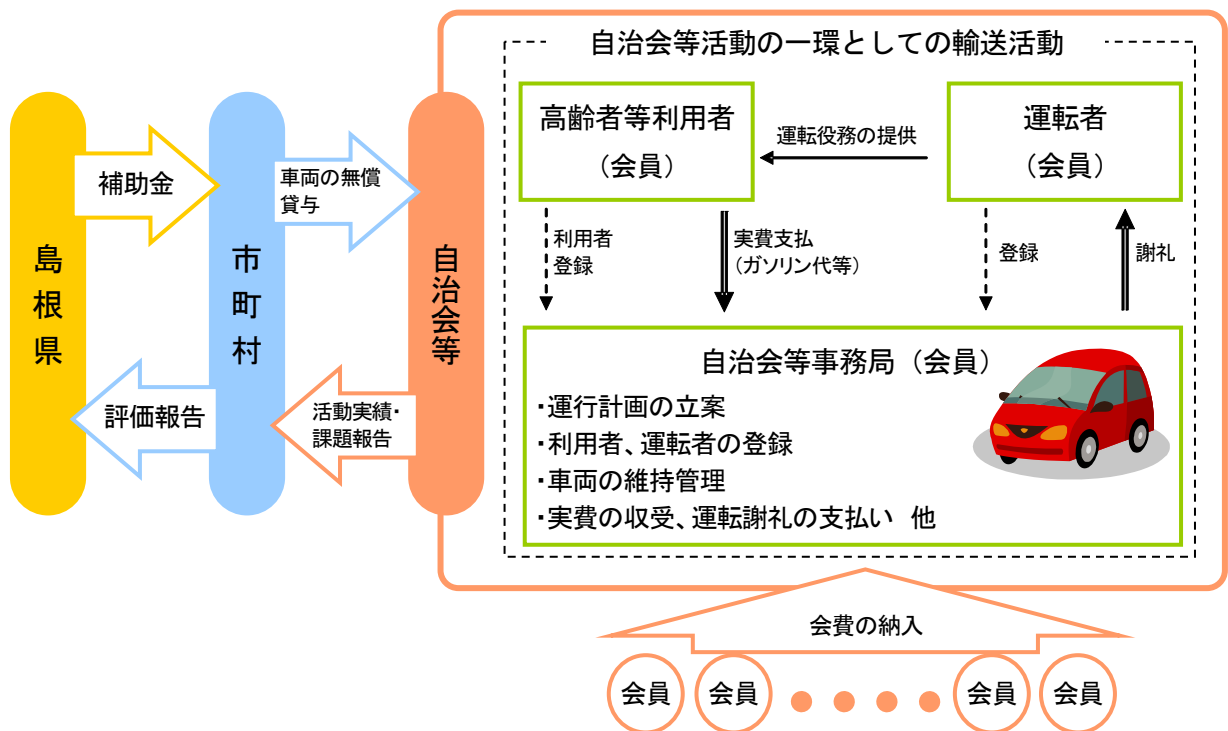 自治会等活動の一環としての輸送活動
高齢者等利用者
（会員）
運転役務の提供
運転者
（会員）
補助金
車両の無償
貸与
島根県
市町村
自治会等
利用者
登録
実費支払
（ガソリン代等）
登録
謝礼
評価報告
活動実績・
課題報告
自治会等事務局（会員）
・運行計画の立案
・利用者、運転者の登録
・車両の維持管理
・実費の収受、運転謝礼の支払い 他
会費の納入
会員
会員
会員
会員